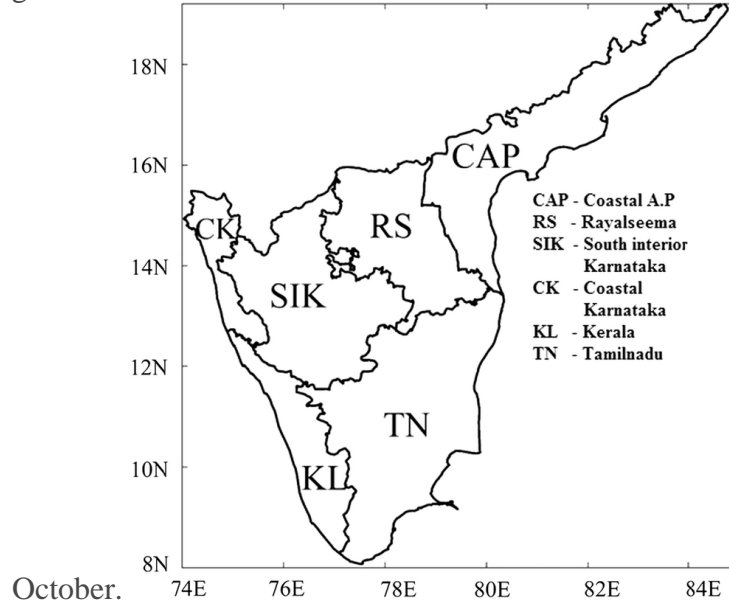 18N
16N
14N
12N
10N
8N
74E 76E 78E 80E 82E 84E
CAP
RS
CK
SIK
TN
KL
CAP - Coastal A.P
RS - Rayalseema
SIK - South interior
Karnataka
CK - Coastal
Karnataka
KL - Kerala
TN - Tamilnadu
October.